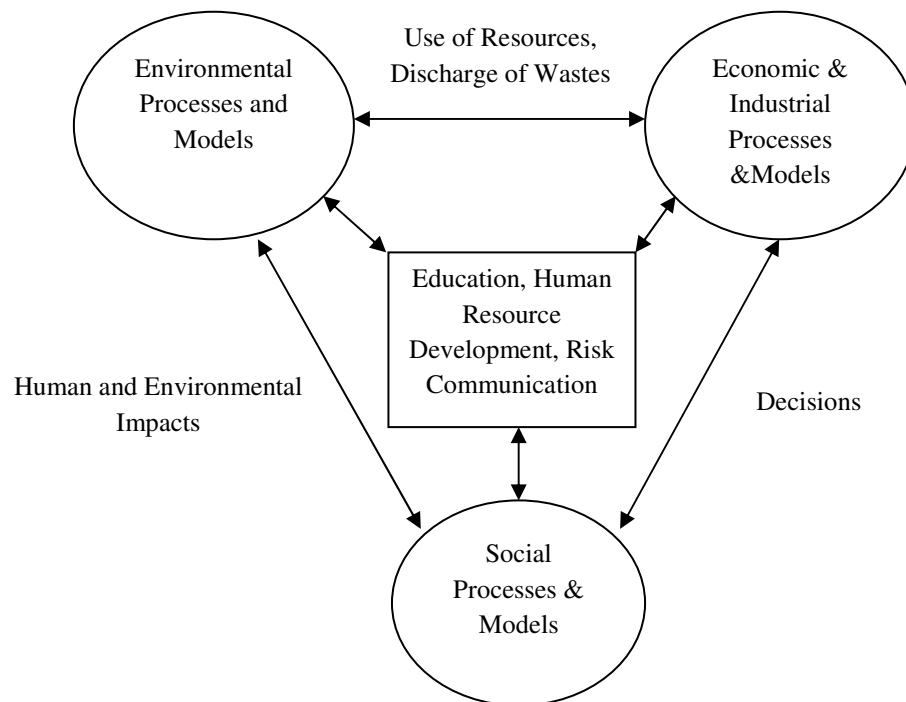 Environmental
Processes and
Models
Use of Resources,
Discharge of Wastes
Economic &
Industrial
Processes
&Models
Education, Human
Resource
Development, Risk
Communication
Human and Environmental
Impacts
Decisions
Social
Processes &
Models